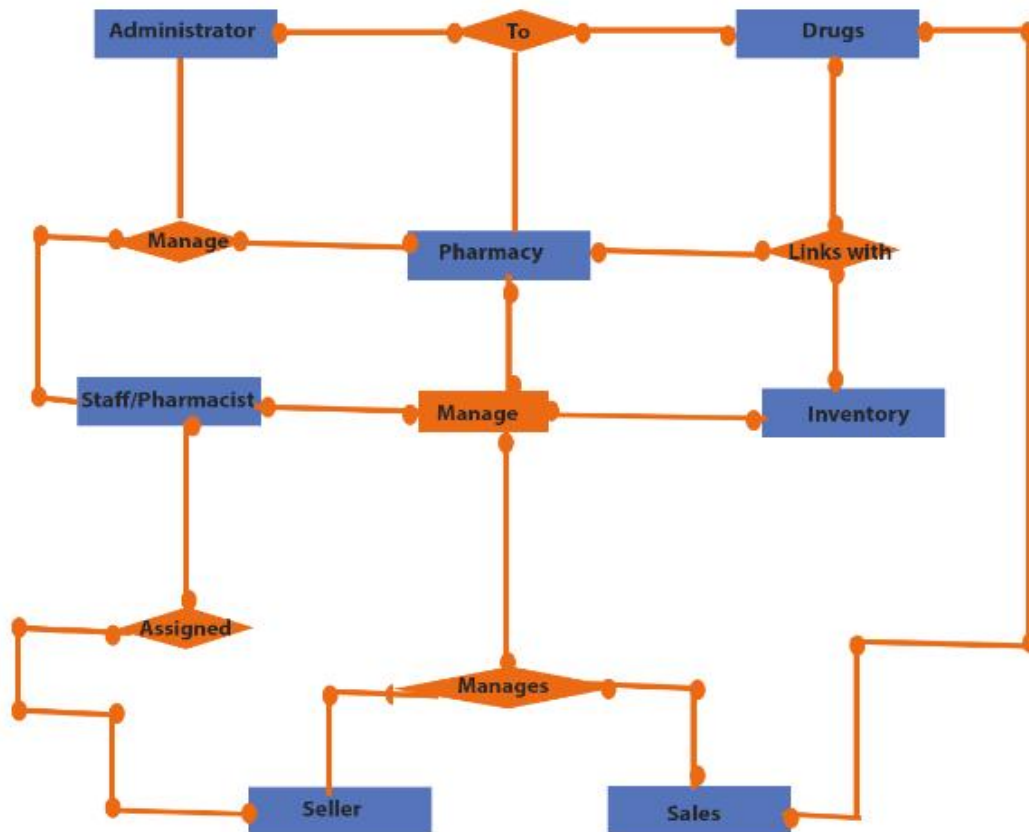 Administrator
To
Drugs
Manage
Pharmacy
Links with
Staff/Pharmacist
Manage
Inventory
Assigned
Manages
Seller
Sales